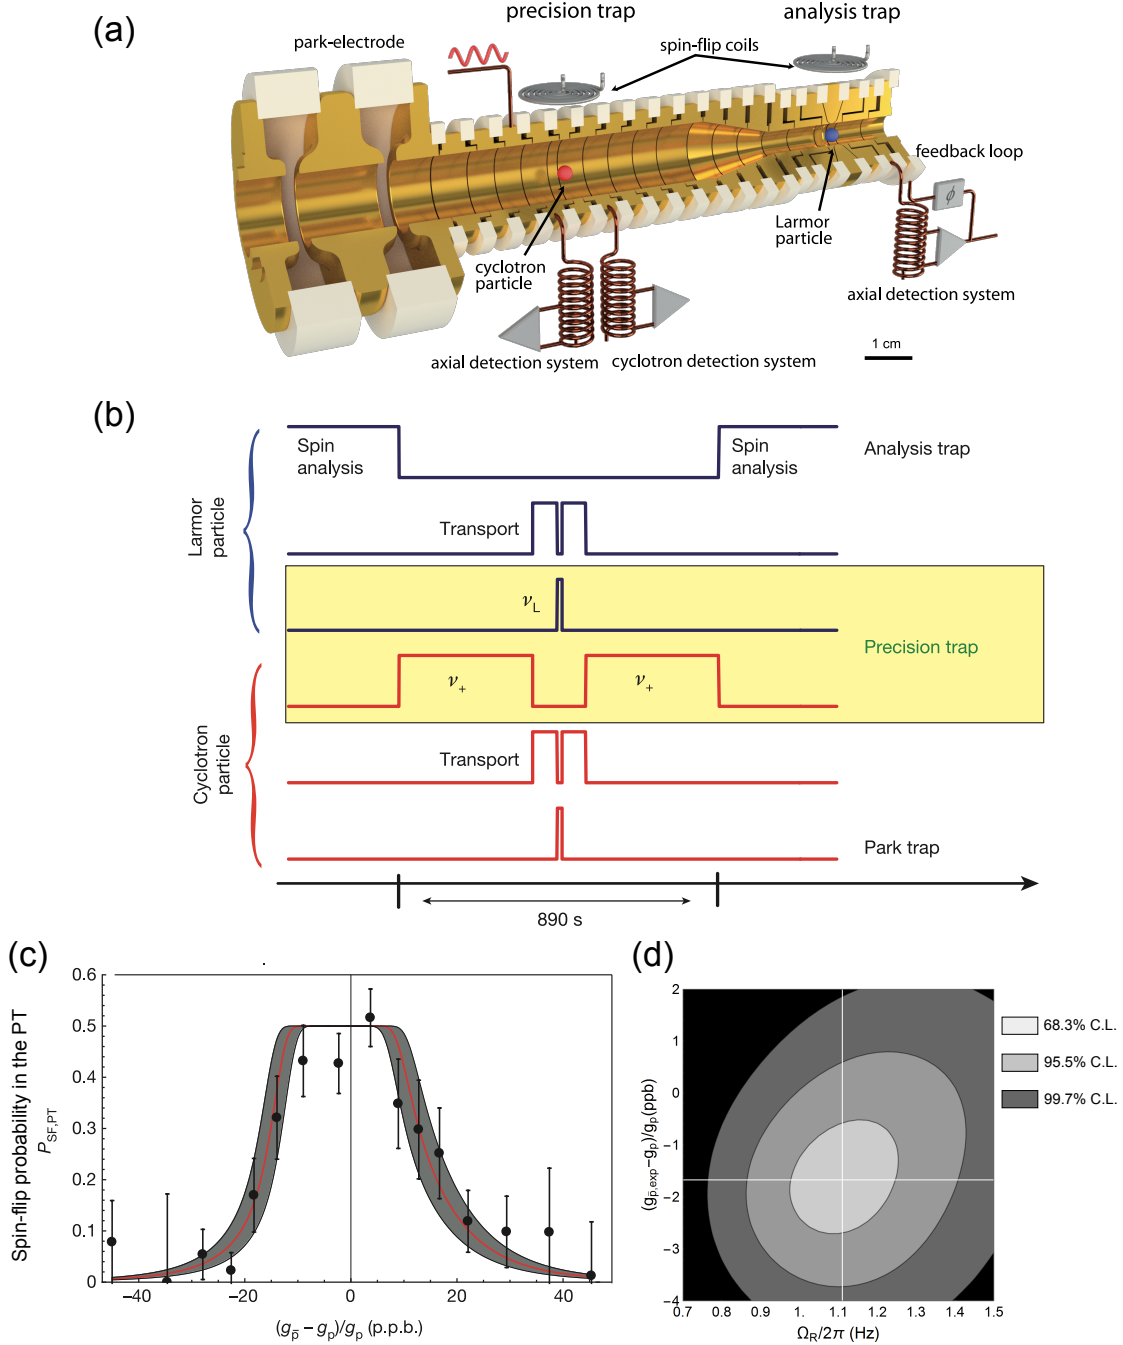 (a)
precision trap
analysis trap
park-electrode
spin-flip coils
feedback loop
ϕ
Larmor
particle
cyclotron
particle
axial detection system
axial detection system
cyclotron detection system
1 cm
(b)
Larmor
particle
Spin
analysis
Spin
analysis
Analysis trap
Transport
ν_L
Precision trap
ν_+
ν_+
Cyclotron
particle
Transport
Park trap
890 s
(c)
Spin-flip probability in the PT
P_SF,PT
0.6
0.5
0.4
0.3
0.2
0.1
0
−40
−20
0
20
40
(g_p̄ − g_p)/g_p (p.p.b.)
(d)
(g_p̄,exp−g_p)/g_p(ppb)
2
1
0
−1
−2
−3
−4
0.7
0.8
0.9
1.
1.1
1.2
1.3
1.5
Ω_R/2π (Hz)
68.3% C.L.
95.5% C.L.
99.7% C.L.